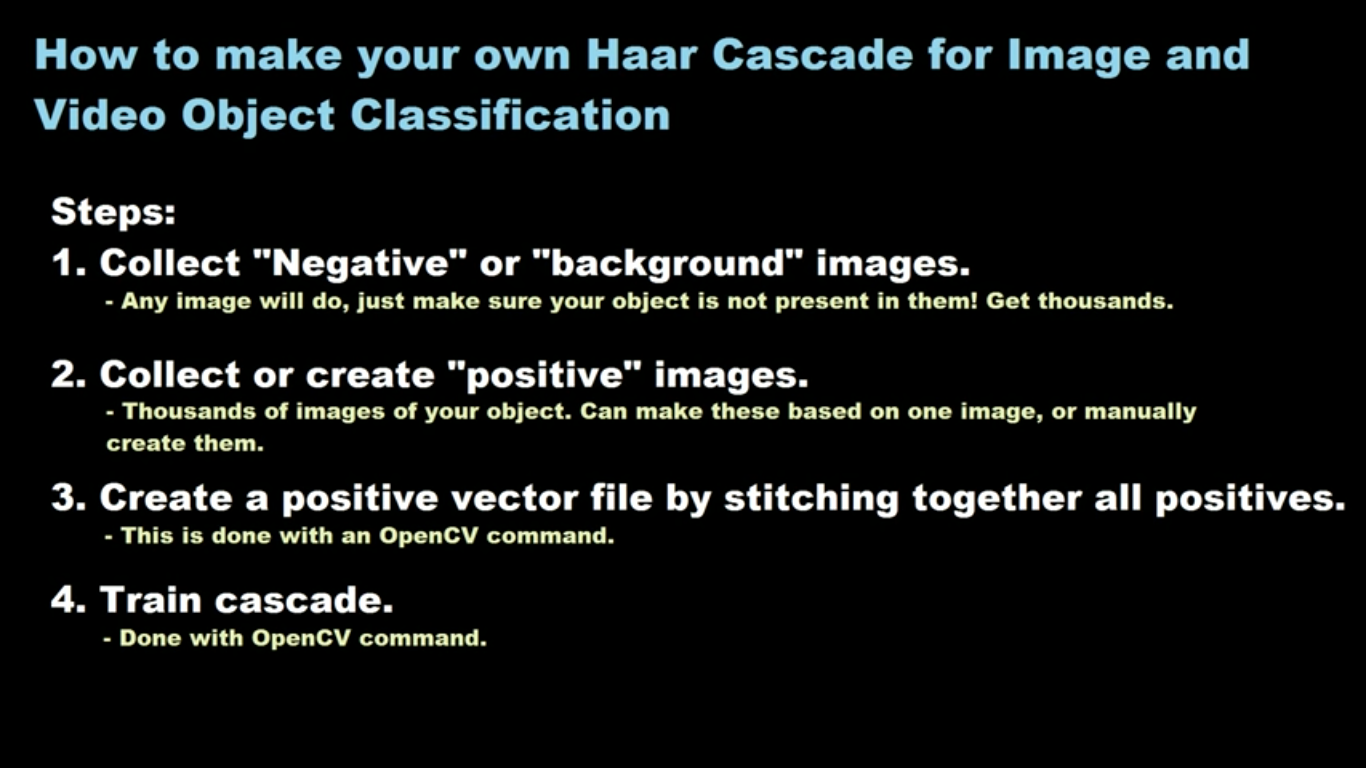 How to make your own Haar Cascade for Image and
Video Object Classification
Steps:
1. Collect "Negative" or "background" images.
- Any image will do, just make sure your object is not present in them! Get thousands.
2. Collect or create "positive" images.
- Thousands of images of your object. Can make these based on one image, or manually
create them.
3. Create a positive vector file by stitching together all positives.
- This is done with an OpenCV command.
4. Train cascade.
- Done with OpenCV command.